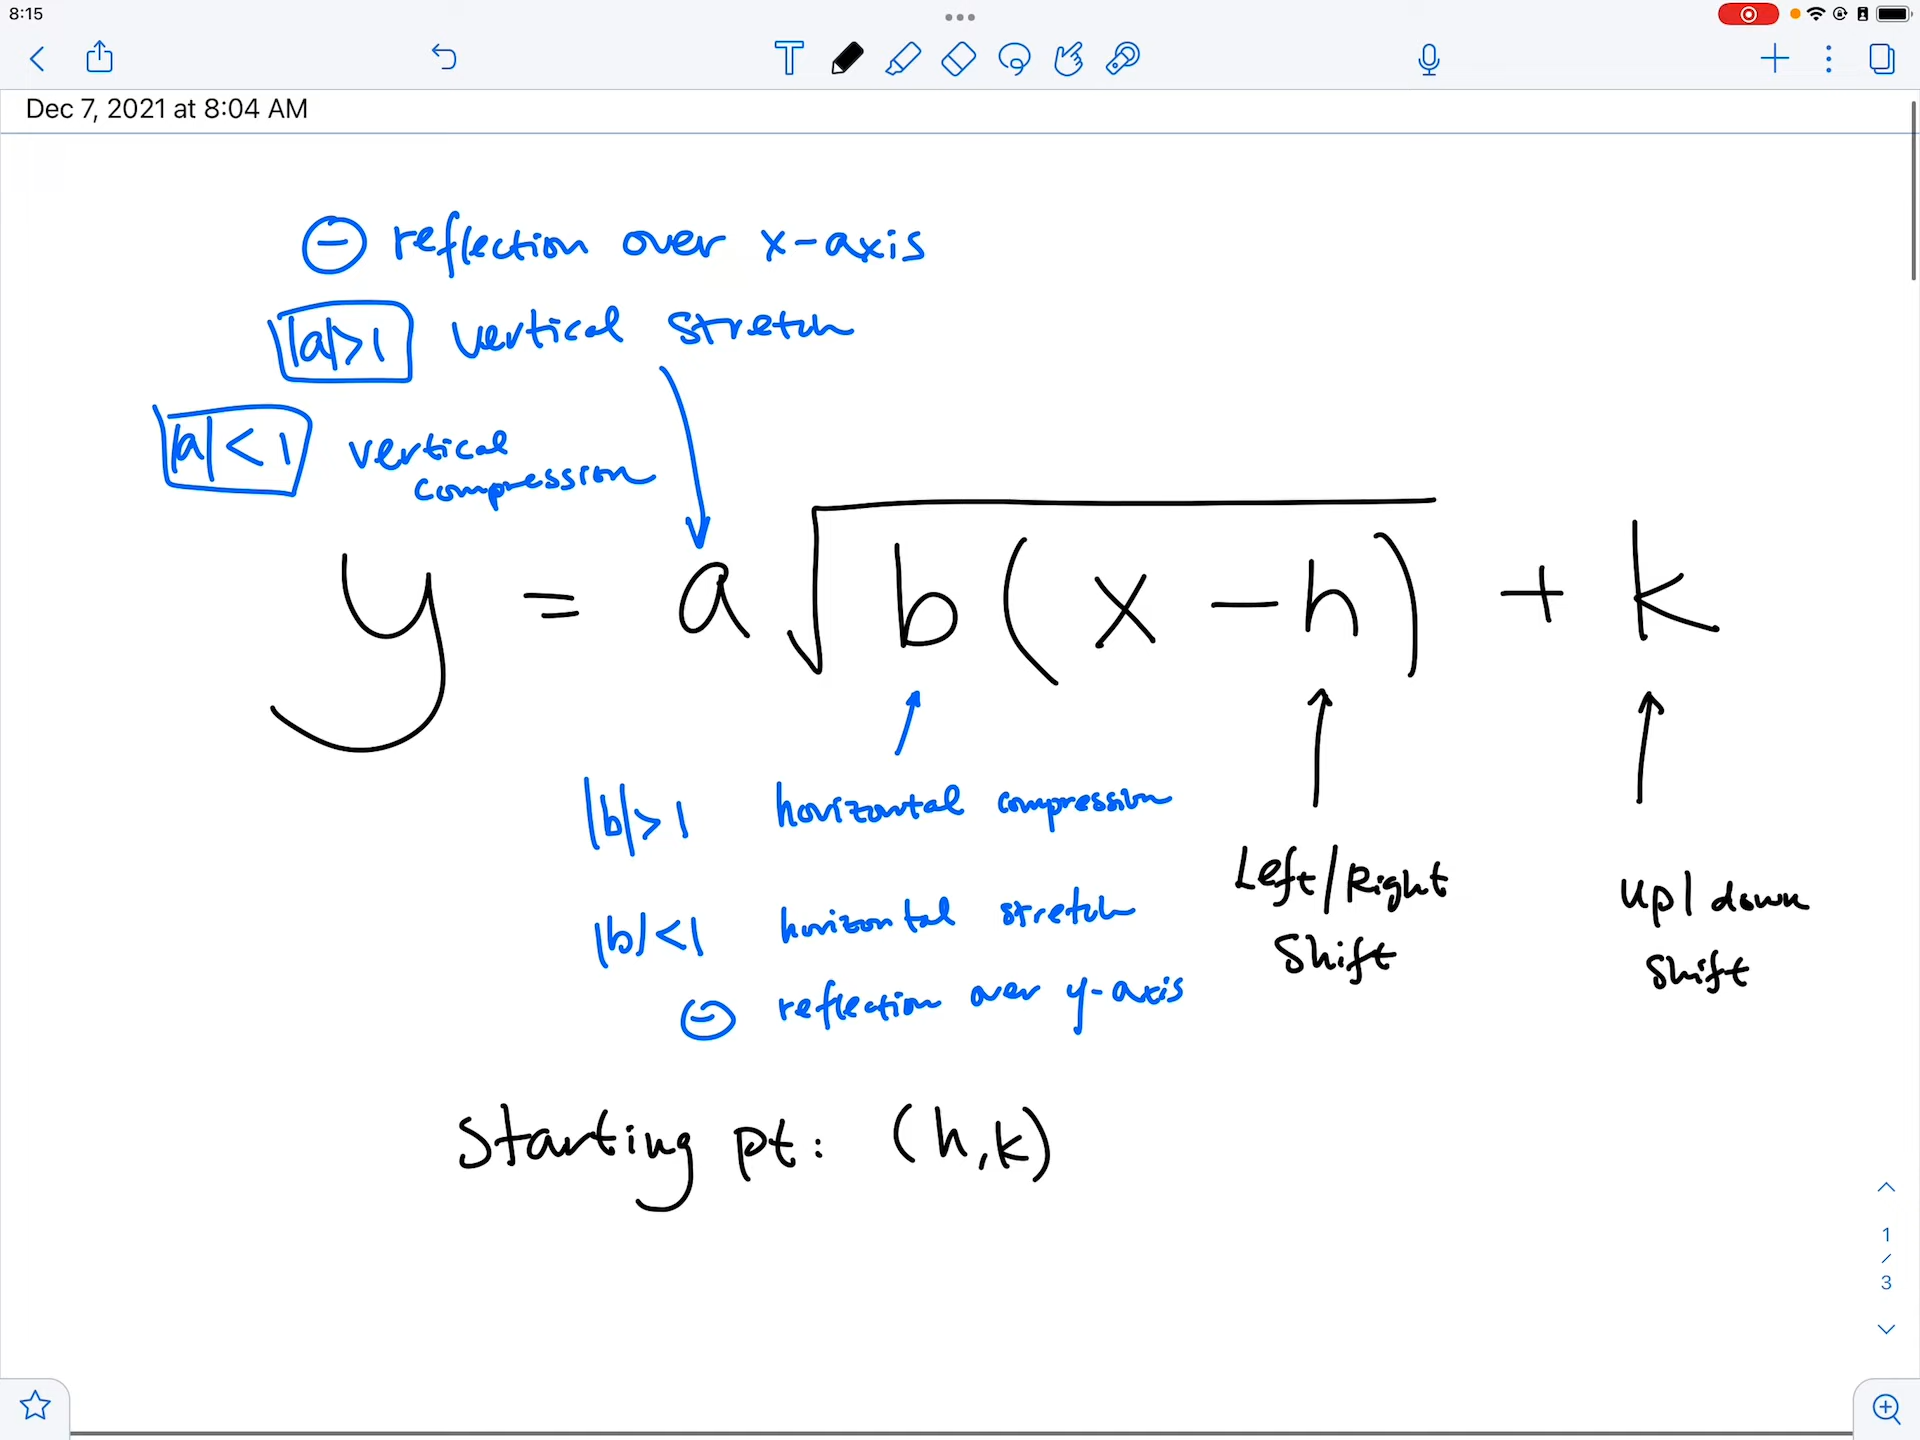 8:15
Dec 7, 2021 at 8:04 AM
⊖ reflection over x-axis
|a|>1 vertical stretch
|a|<1 vertical
compression
y = a√b(x-h) + k
|b|>1 horizontal compression
|b|<1 horizontal stretch
⊖ reflection over y-axis
Left/Right
Shift
up/down
shift
Starting pt: (h,k)
1
/
3